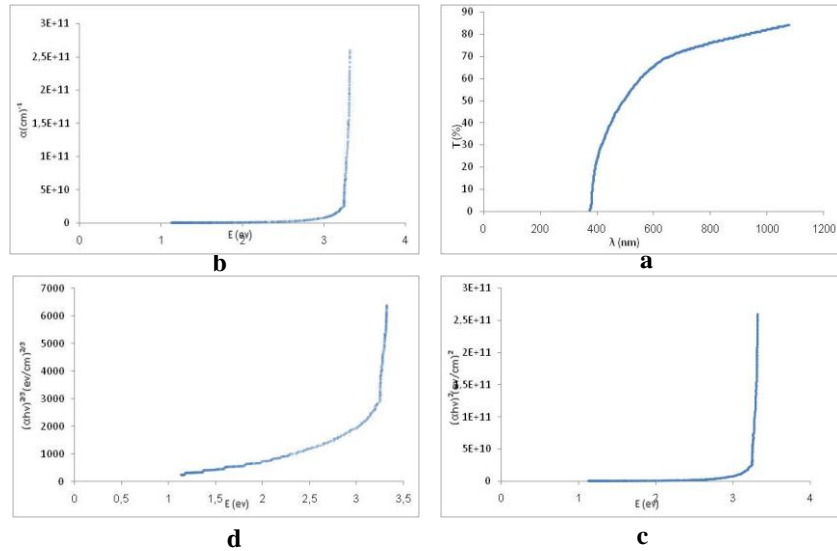 3E+11
2.5E+11
2E+11
1.5E+11
1E+11
5E+10
0
α(cm)⁻¹
0 1 2 3 4
E (ev)
b
90
80
70
60
50
40
30
20
10
0
T (%)
0 200 400 600 800 1000 1200
λ (nm)
a
7000
6000
5000
4000
3000
2000
1000
0
(αhν)²ᐟ³(ev/cm)²ᐟ³
0 0,5 1 1,5 2 2,5 3 3,5
E (ev)
d
3E+11
2.5E+11
2E+11
1.5E+11
1E+11
5E+10
0
(αhν)²(ev/cm)²
0 1 2 3 4
E (ev)
c